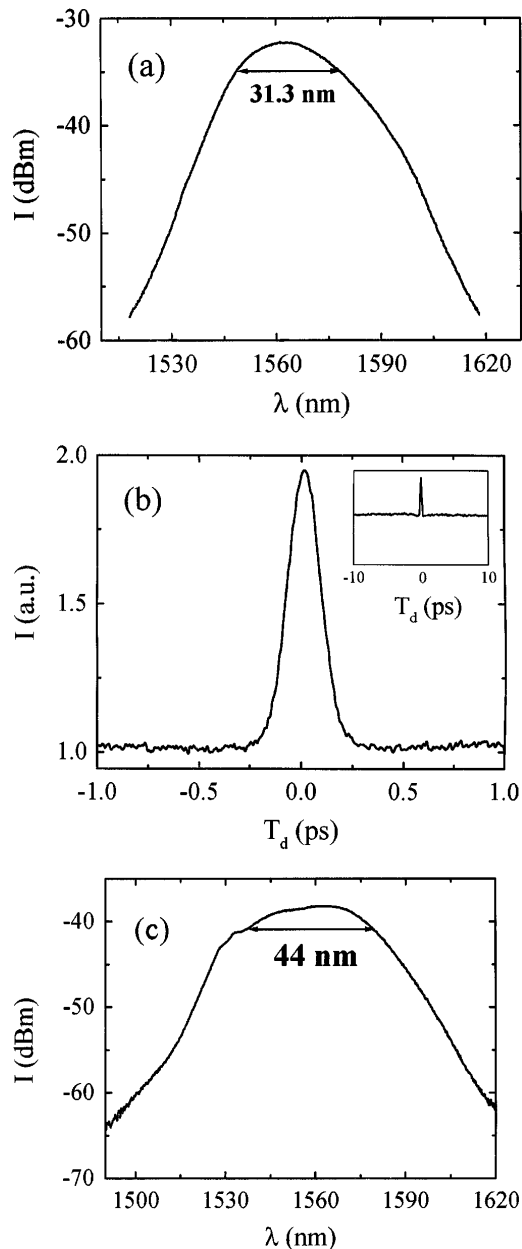 -30
(a)
31.3 nm
-40
I (dBm)
-50
-60
1530 1560 1590 1620
λ (nm)
2.0
(b)
-10 0 10
T_d (ps)
I (a.u.)
1.5
1.0
-1.0 -0.5 0.0 0.5 1.0
T_d (ps)
-40
(c)
44 nm
I (dBm)
-50
-60
-70
1500 1530 1560 1590 1620
λ (nm)